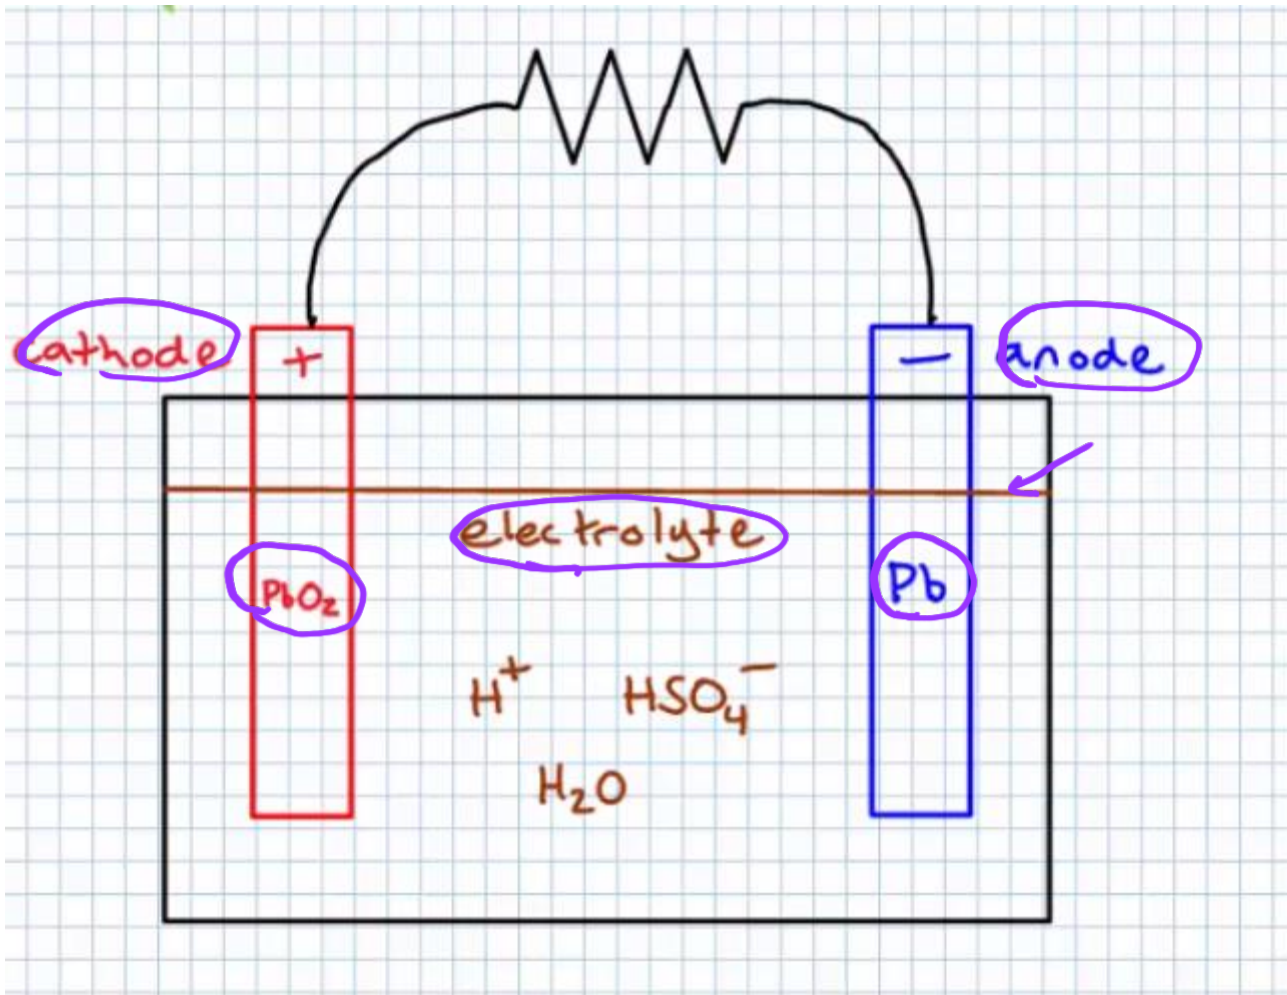 cathode + − anode
electrolyte
PbO₂ Pb
H⁺ HSO₄⁻
H₂O